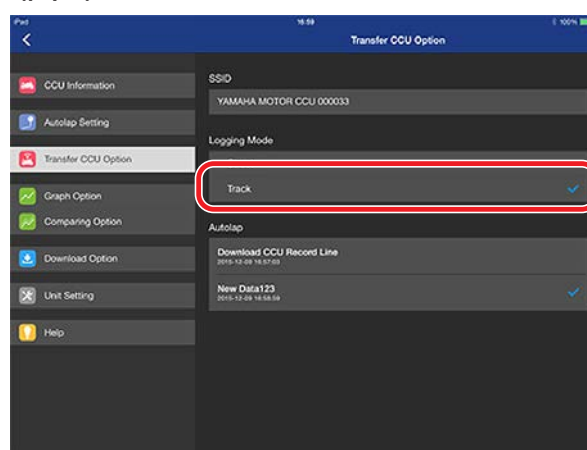 iPad 16:59 100%
Transfer CCU Option
CCU Information
Autolap Setting
Transfer CCU Option
Graph Option
Comparing Option
Download Option
Unit Setting
Help
SSID
YAMAHA MOTOR CCU 000033
Logging Mode
Track
Autolap
Download CCU Record Line
2015-12-09 16:57:03
New Data123
2015-12-09 16:58:59